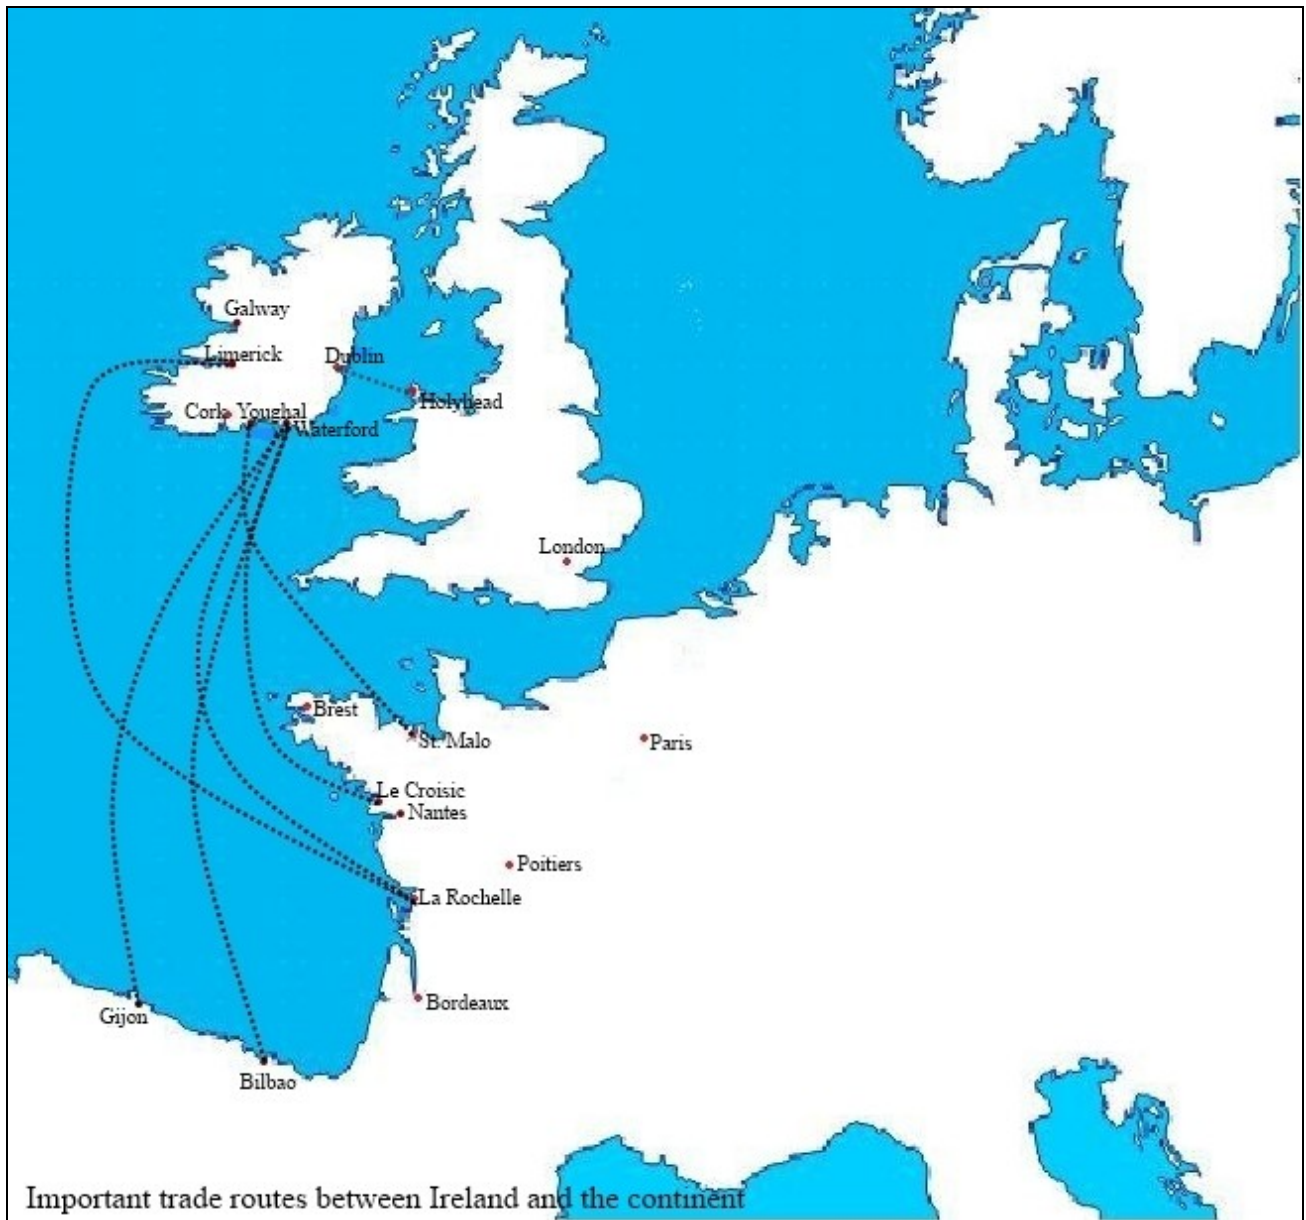 Galway
Limerick
Dublin
Holyhead
Cork Youghal
Waterford
London
Brest
St. Malo
Paris
Le Croisic
Nantes
Poitiers
La Rochelle
Bordeaux
Gijon
Bilbao
Important trade routes between Ireland and the continent